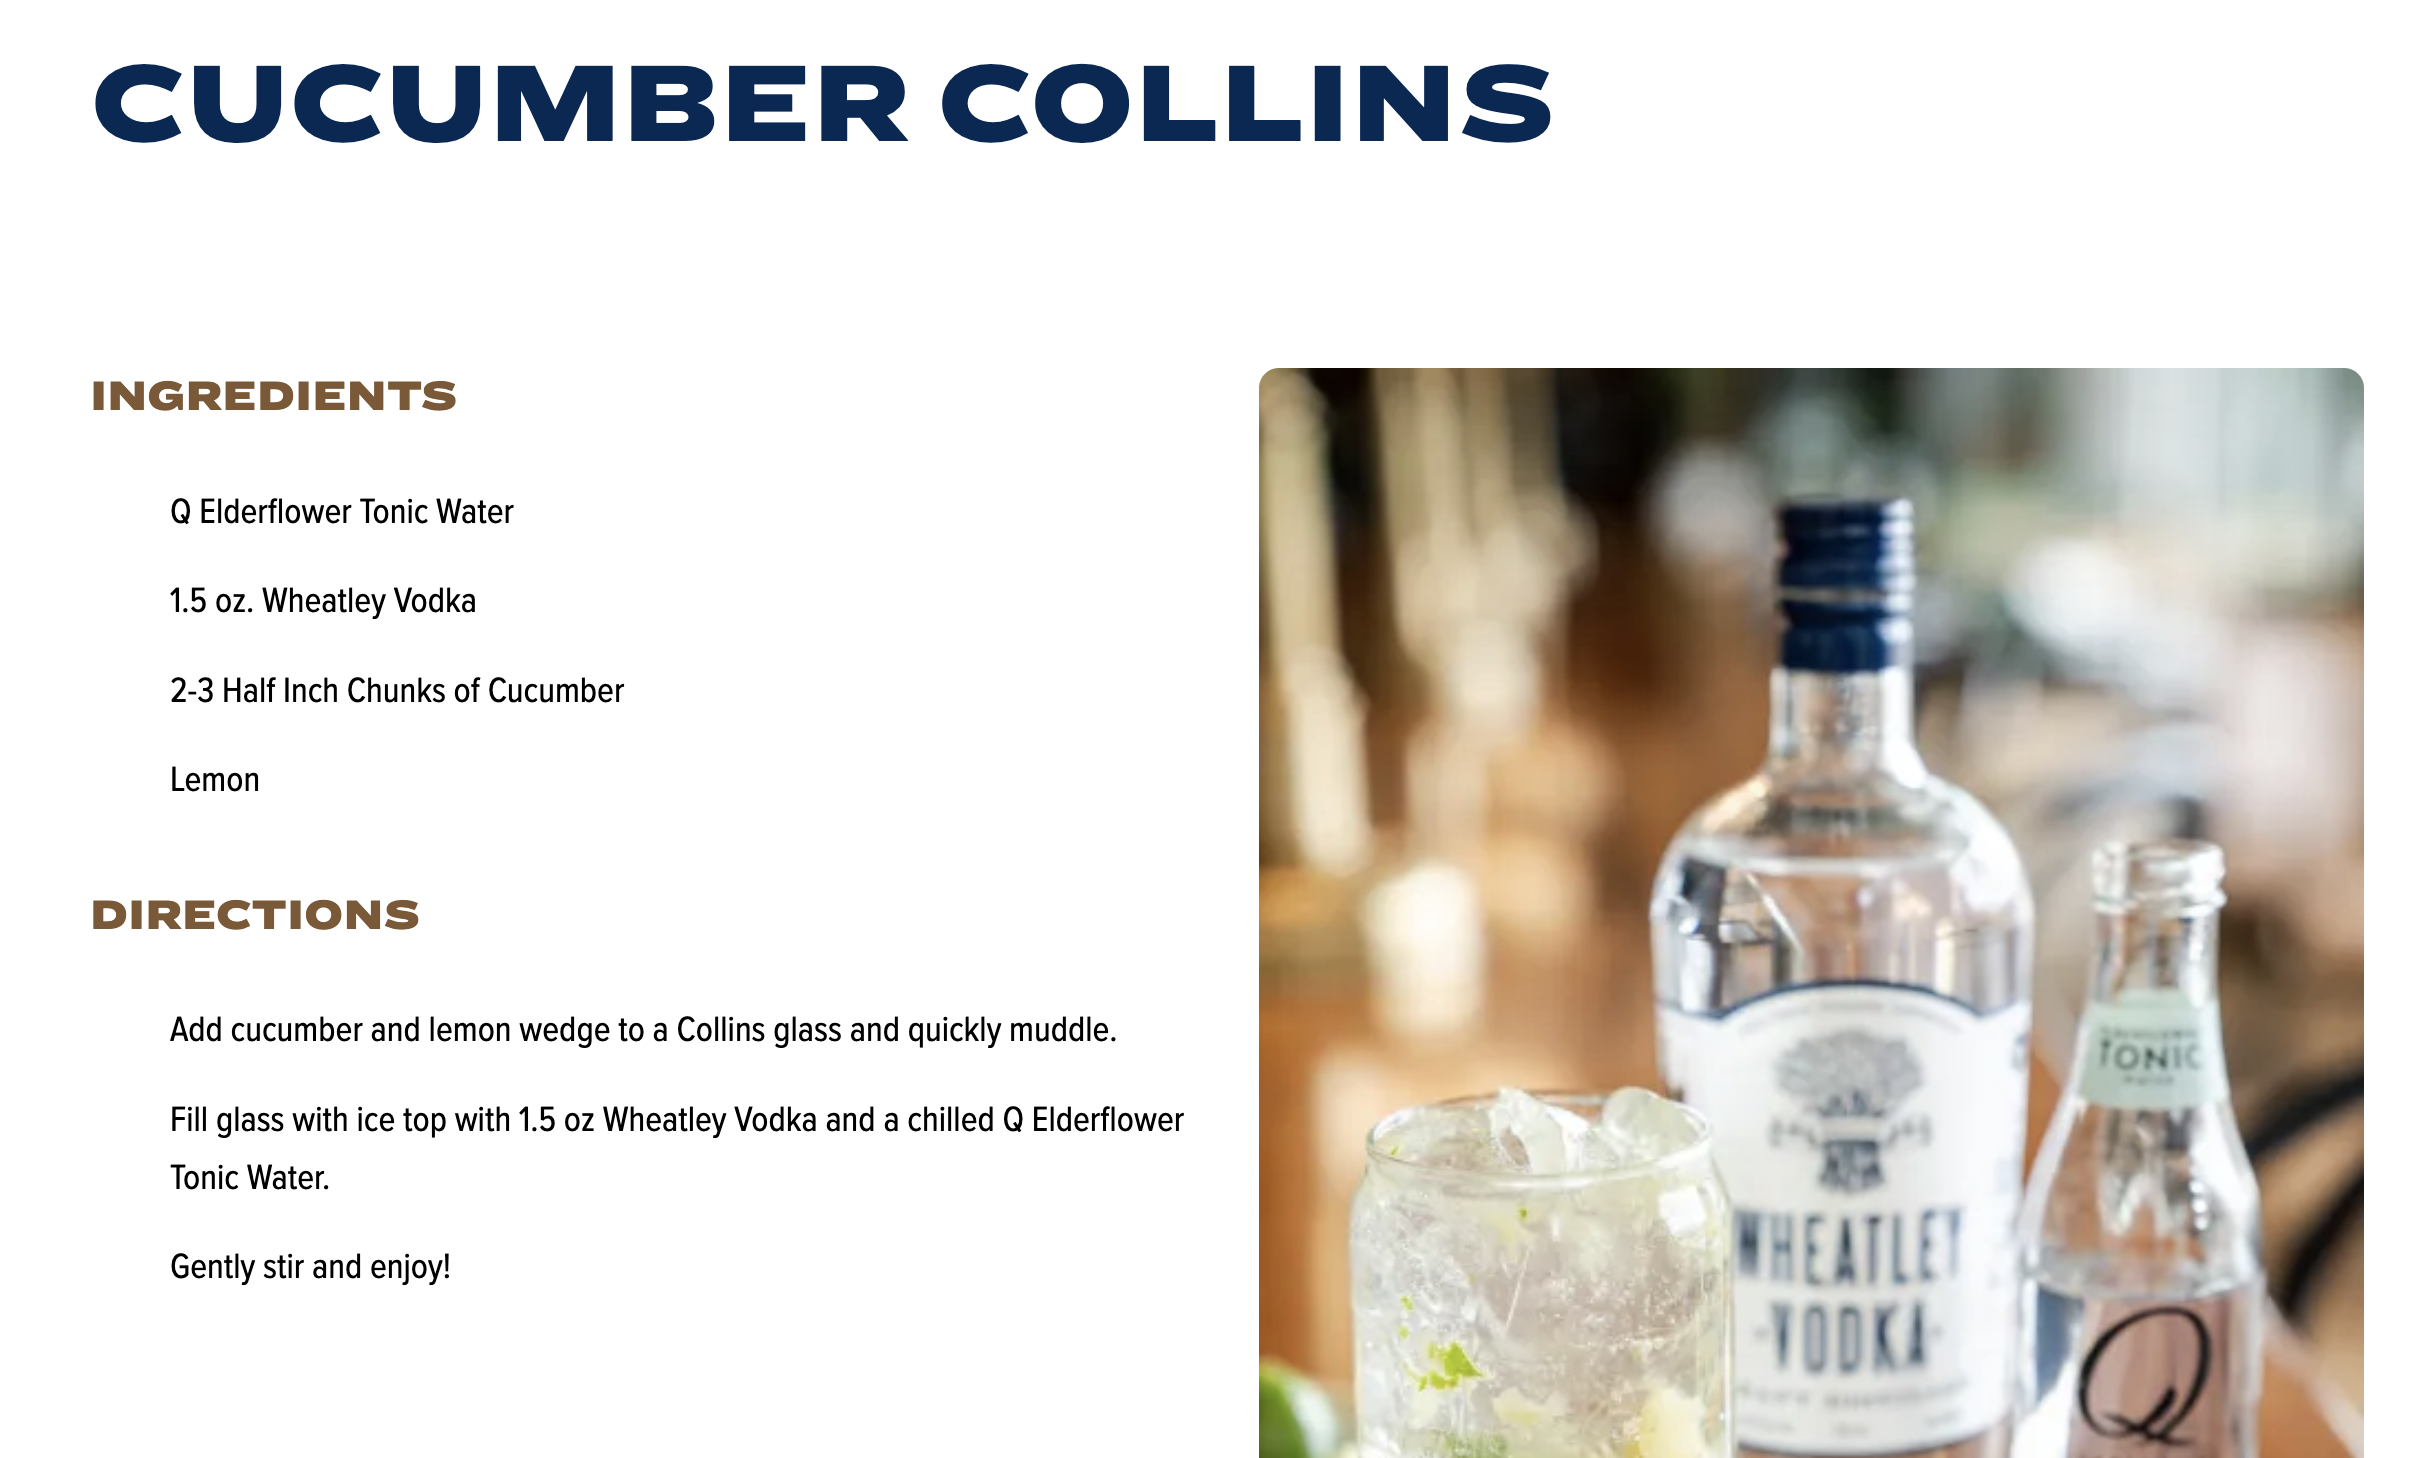 CUCUMBER COLLINS
INGREDIENTS
Q Elderflower Tonic Water
1.5 oz. Wheatley Vodka
2-3 Half Inch Chunks of Cucumber
Lemon
DIRECTIONS
Add cucumber and lemon wedge to a Collins glass and quickly muddle.
Fill glass with ice top with 1.5 oz Wheatley Vodka and a chilled Q Elderflower
Tonic Water.
Gently stir and enjoy!
TONIC
WHEATLEY
VODKA
Q